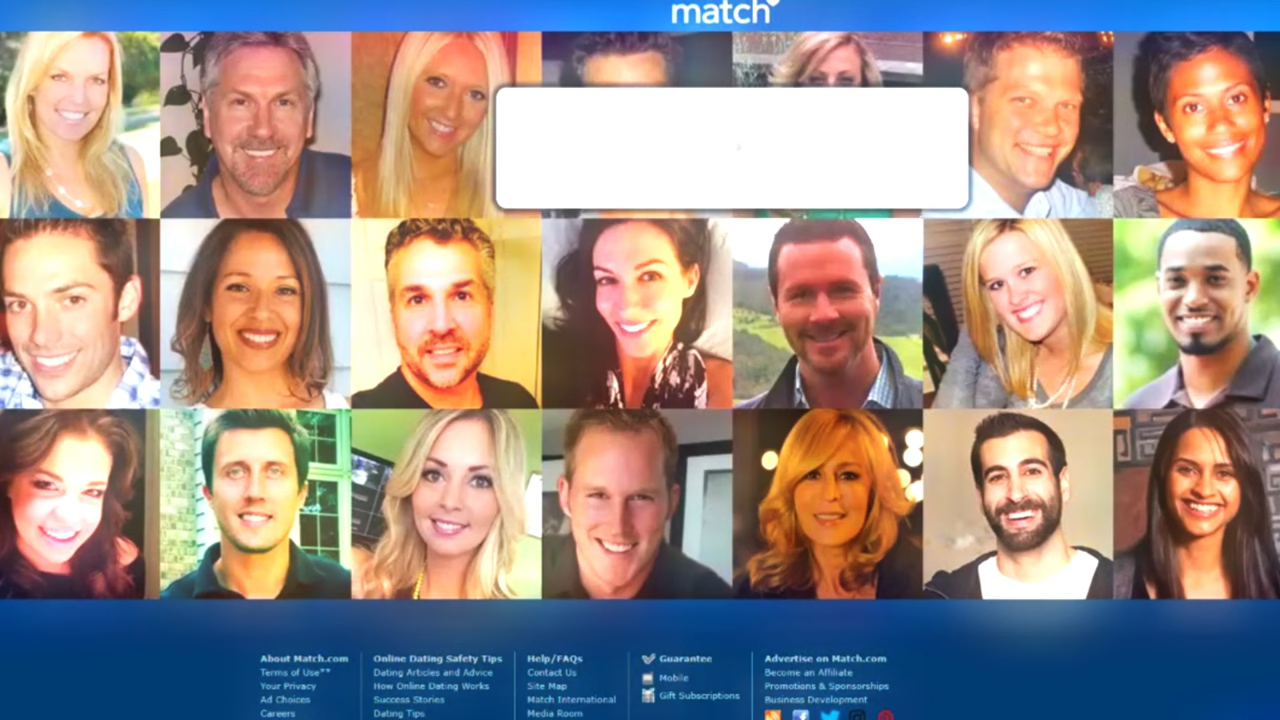 match
About Match.com
Terms of Use**
Your Privacy
Ad Choices
Careers
Online Dating Safety Tips
Dating Articles and Advice
How Online Dating Works
Success Stories
Dating Tips
Help/FAQs
Contact Us
Site Map
Match International
Media Room
Guarantee
Mobile
Gift Subscriptions
Advertise on Match.com
Become an Affiliate
Promotions & Sponsorships
Business Development